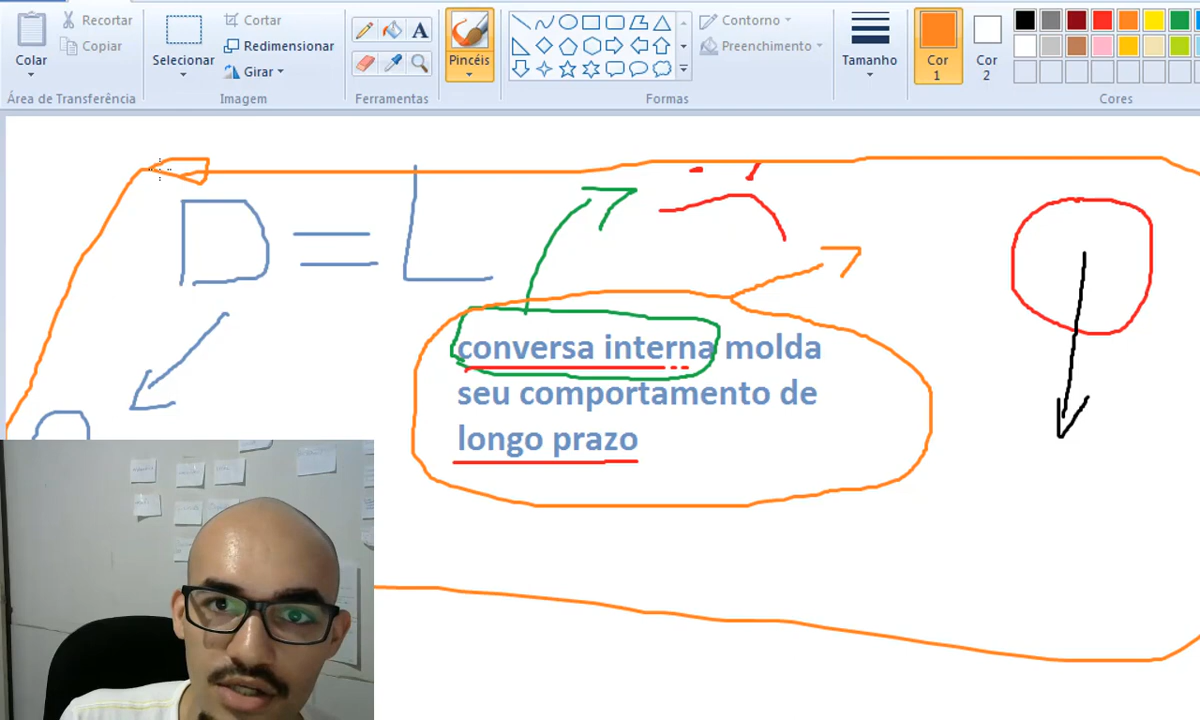 Colar
Recortar
Copiar
Área de Transferência
Selecionar
Cortar
Redimensionar
Girar
Imagem
A
Ferramentas
Pincéis
Formas
Contorno
Preenchimento
Tamanho
Cor
1
Cor
2
Cores
D = L
conversa interna molda
seu comportamento de
longo prazo